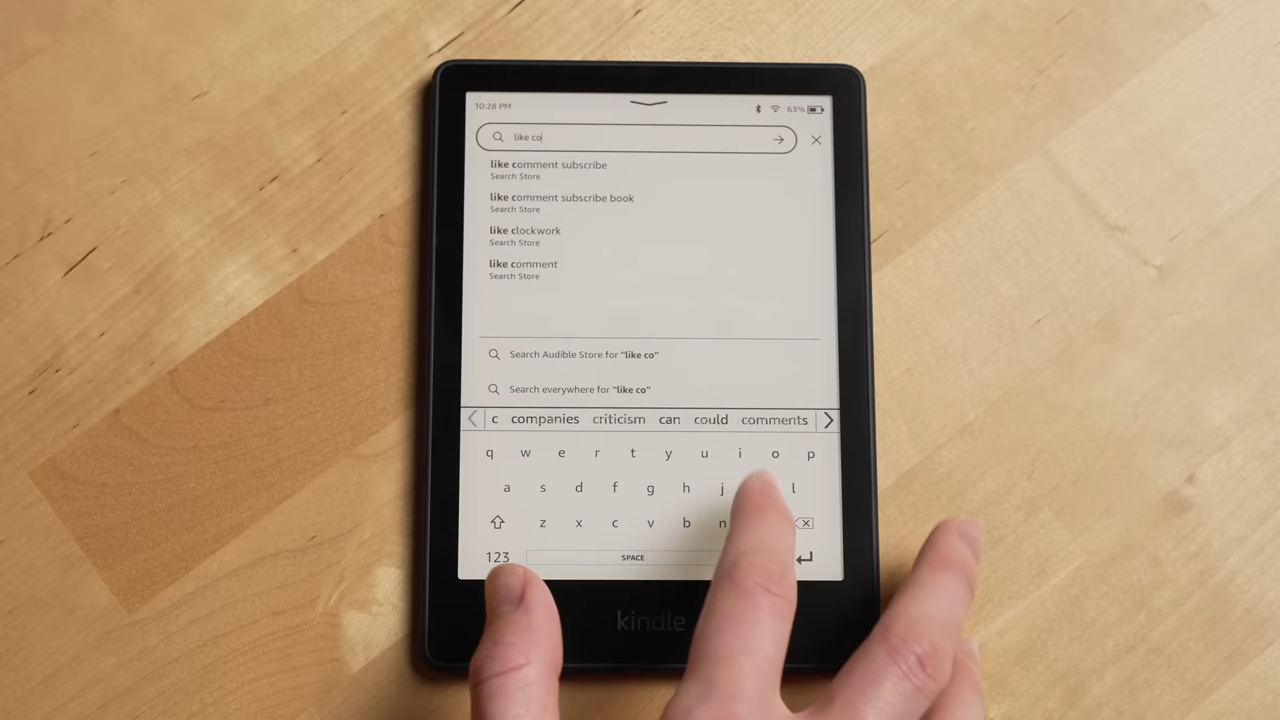 10:28 PM 63%
like co
like comment subscribe
Search Store
like comment subscribe book
Search Store
like clockwork
Search Store
like comment
Search Store
Search Audible Store for "like co"
Search everywhere for "like co"
c companies criticism can could comments
q w e r t y u i o p
a s d f g h j l
z x c v b n
123 SPACE
kindle